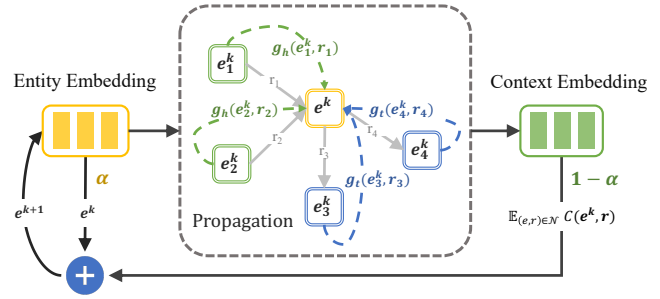 g_h(e_1^k, r_1)
e_1^k
r_1
Entity Embedding
e^k
Context Embedding
g_h(e_2^k, r_2)
g_t(e_4^k, r_4)
r_4
r_2
r_3
e_4^k
e_2^k
α
g_t(e_3^k, r_3)
1 − α
e_3^k
e^{k+1}
e^k
Propagation
𝔼_{(e,r)∈𝒩} C(e^k, r)
+